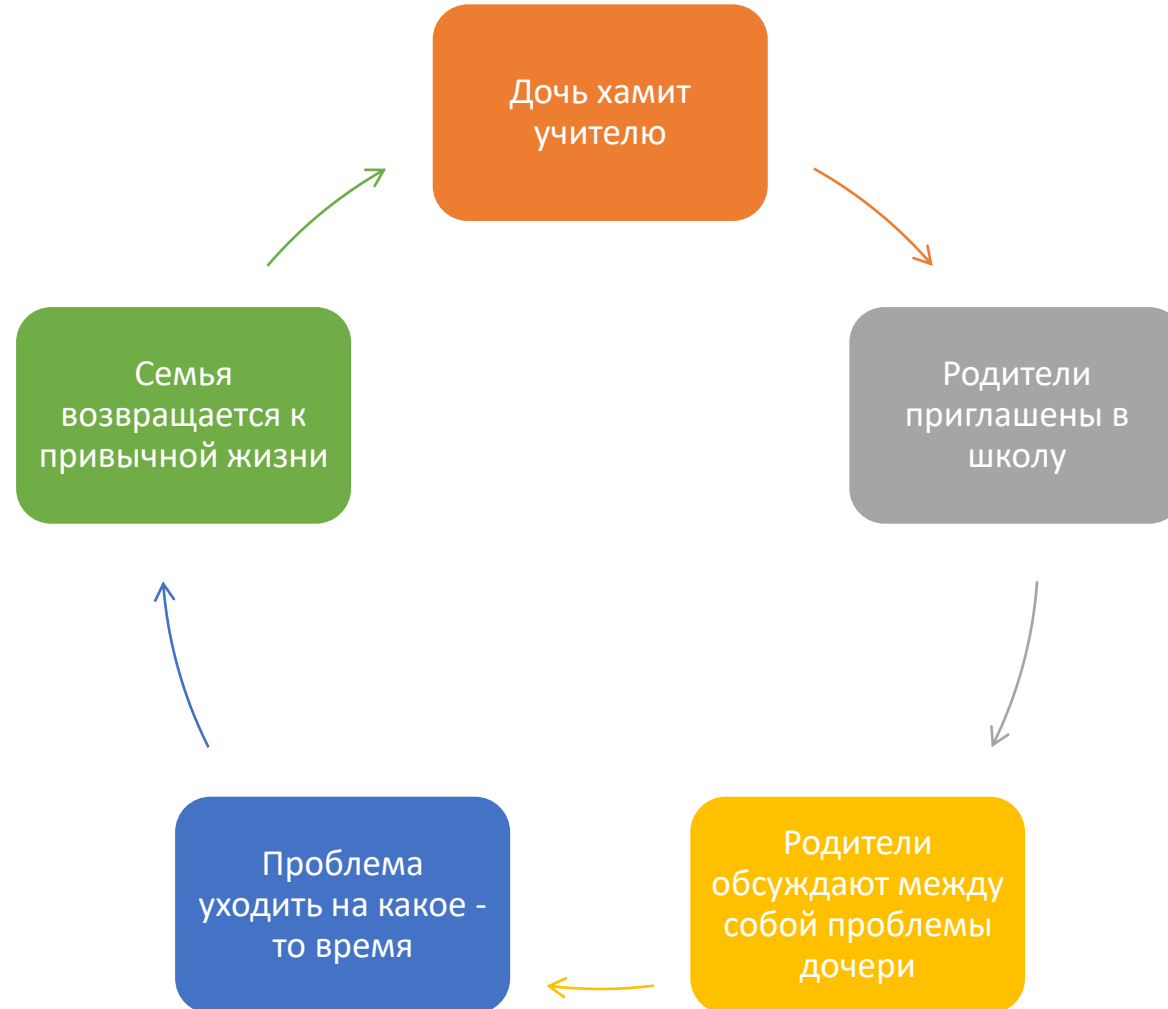 Дочь хамит
учителю
Родители
приглашены в
школу
Родители
обсуждают между
собой проблемы
дочери
Проблема
уходить на какое -
то время
Семья
возвращается к
привычной жизни